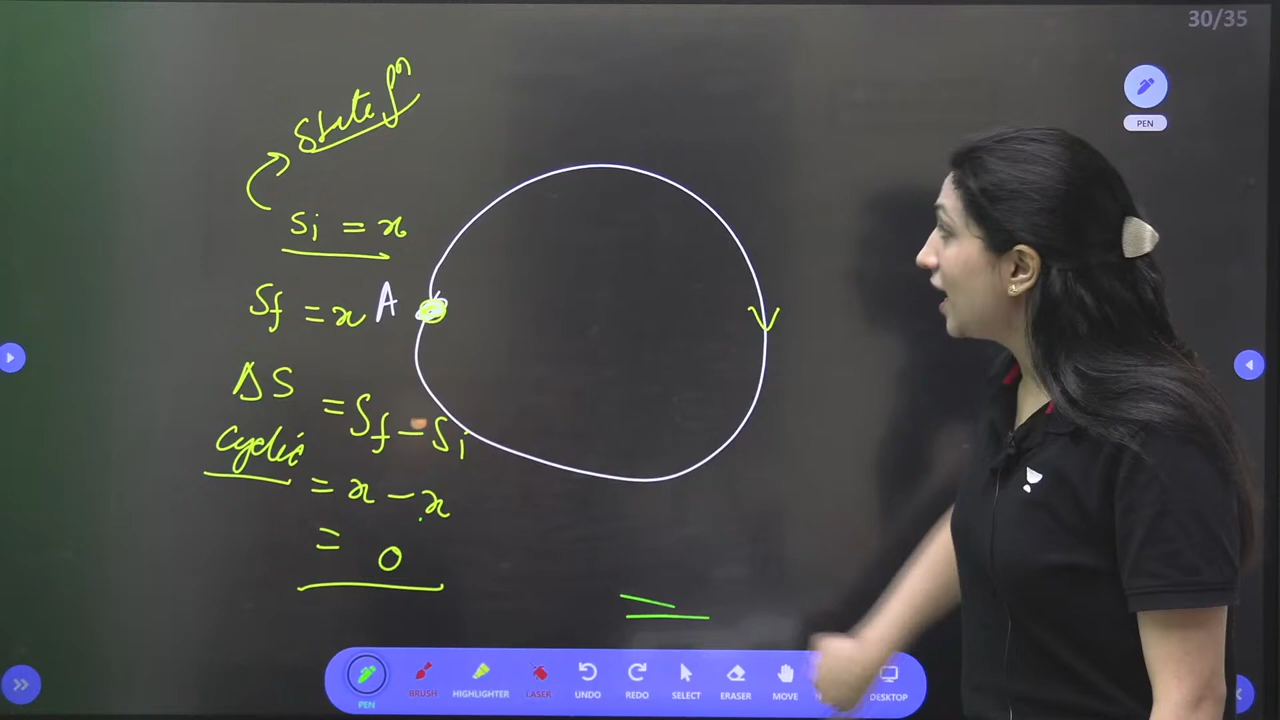 30/35
PEN
State fn
Si = x
Sf = x A
ΔS = Sf - Si
cyclic
= x - x
= 0
PEN
BRUSH
HIGHLIGHTER
LASER
UNDO
REDO
SELECT
ERASER
MOVE
DESKTOP